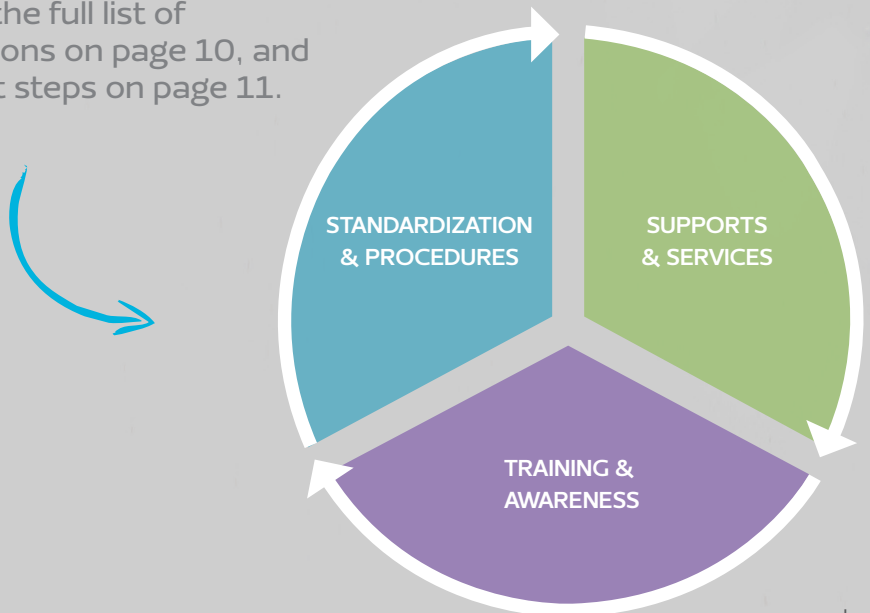 the full list of
ons on page 10, and
t steps on page 11.
STANDARDIZATION
& PROCEDURES
SUPPORTS
& SERVICES
TRAINING &
AWARENESS